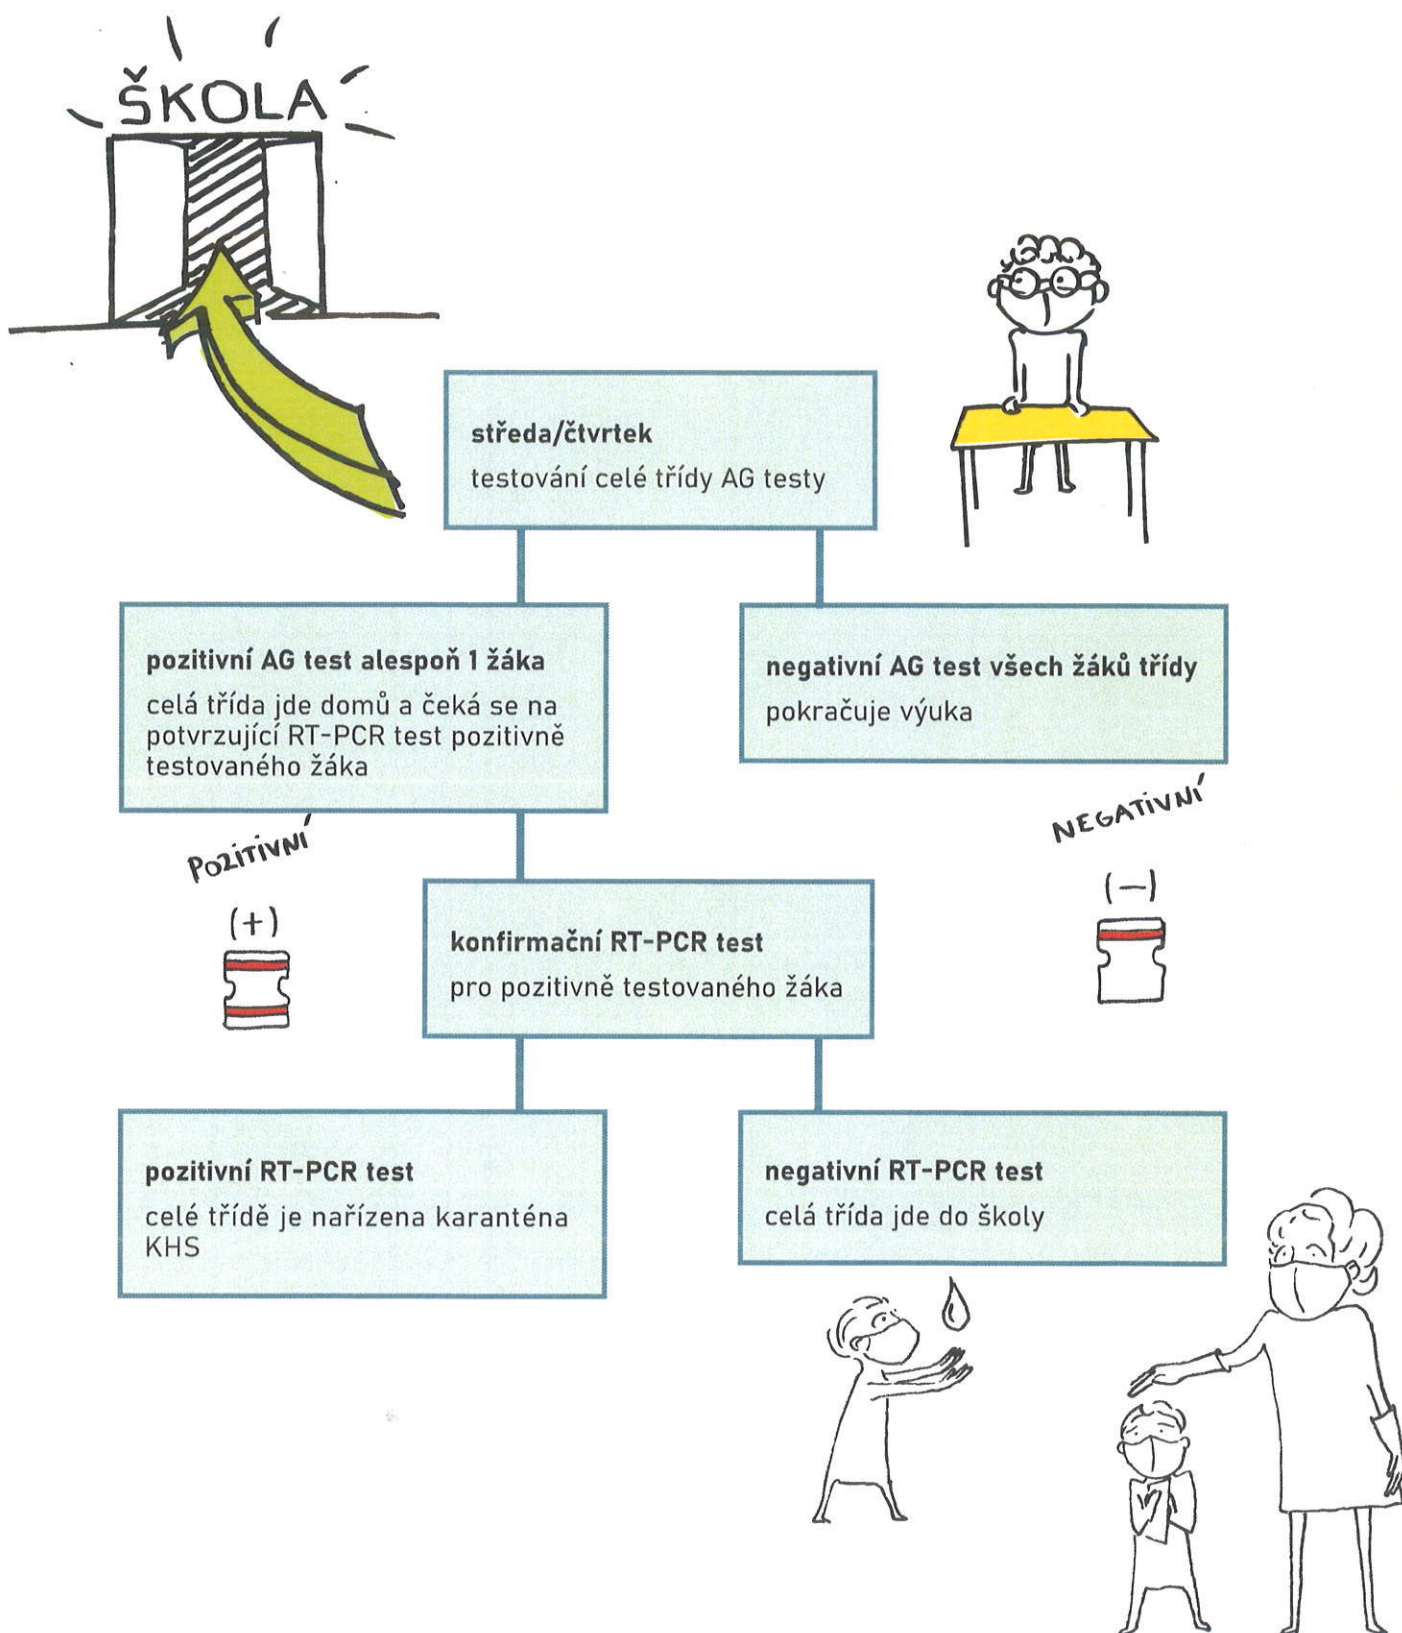 ŠKOLA
středa/čtvrtek
testování celé třídy AG testy
pozitivní AG test alespoň 1 žáka
celá třída jde domů a čeká se na
potvrzující RT-PCR test pozitivně
testovaného žáka
negativní AG test všech žáků třídy
pokračuje výuka
POZITIVNÍ
(+)
NEGATIVNÍ
(-)
konfirmační RT-PCR test
pro pozitivně testovaného žáka
pozitivní RT-PCR test
celé třídě je nařízena karanténa
KHS
negativní RT-PCR test
celá třída jde do školy